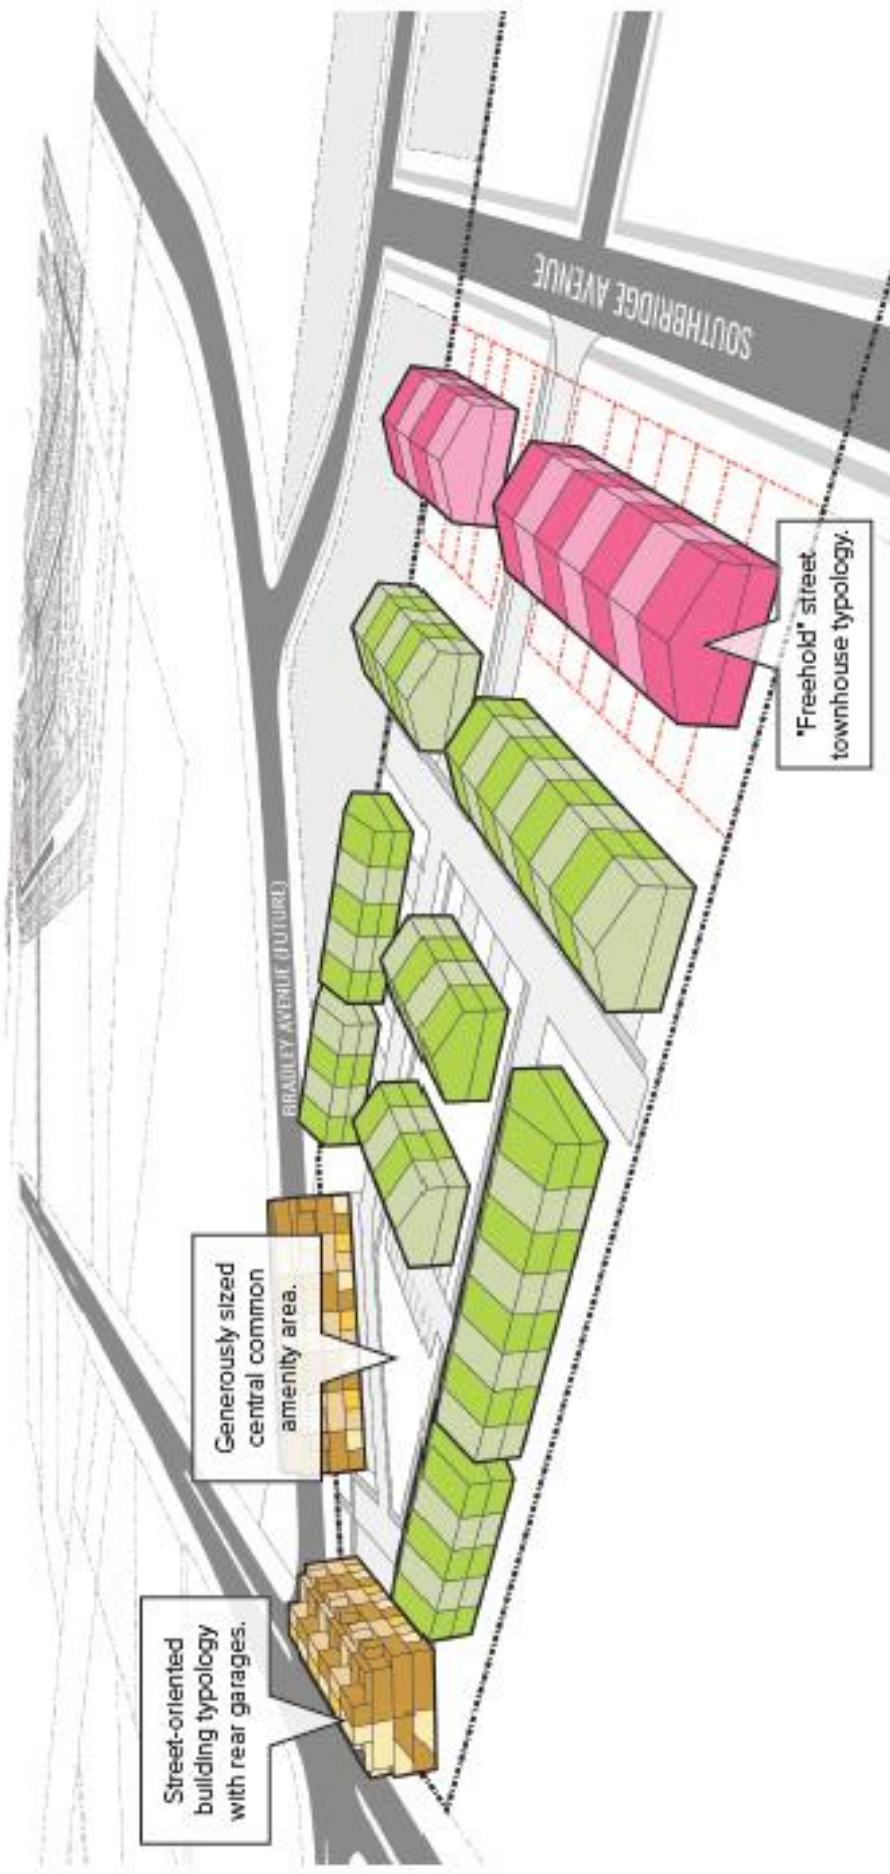 Street-oriented
building typology
with rear garages.
Generously sized
central common
amenity area.
BRADLEY AVENUE (FUTURE)
SOUTHBRIDGE AVENUE
"Freehold" street
townhouse typology.